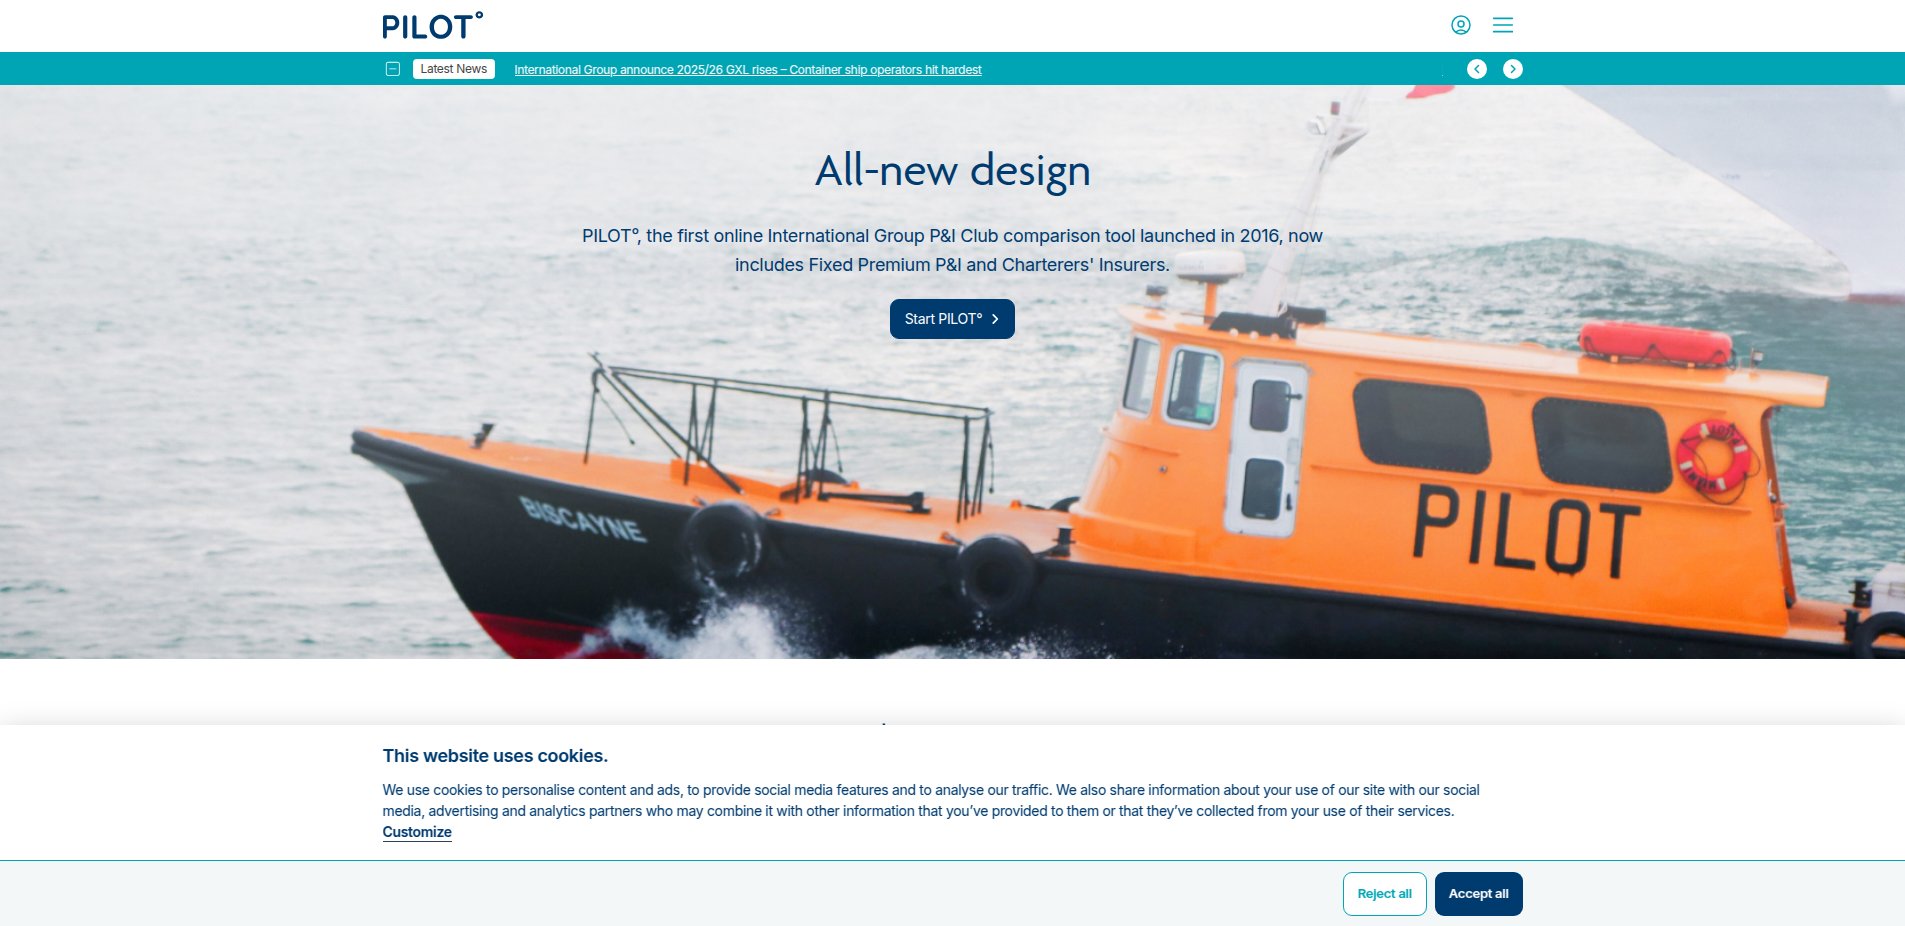 PILOT°
Latest News
International Group announce 2025/26 GXL rises – Container ship operators hit hardest
All-new design
PILOT°, the first online International Group P&I Club comparison tool launched in 2016, now
includes Fixed Premium P&I and Charterers' Insurers.
Start PILOT°
BISCAYNE
PILOT
This website uses cookies.
We use cookies to personalise content and ads, to provide social media features and to analyse our traffic. We also share information about your use of our site with our social
media, advertising and analytics partners who may combine it with other information that you’ve provided to them or that they’ve collected from your use of their services.
Customize
Reject all
Accept all